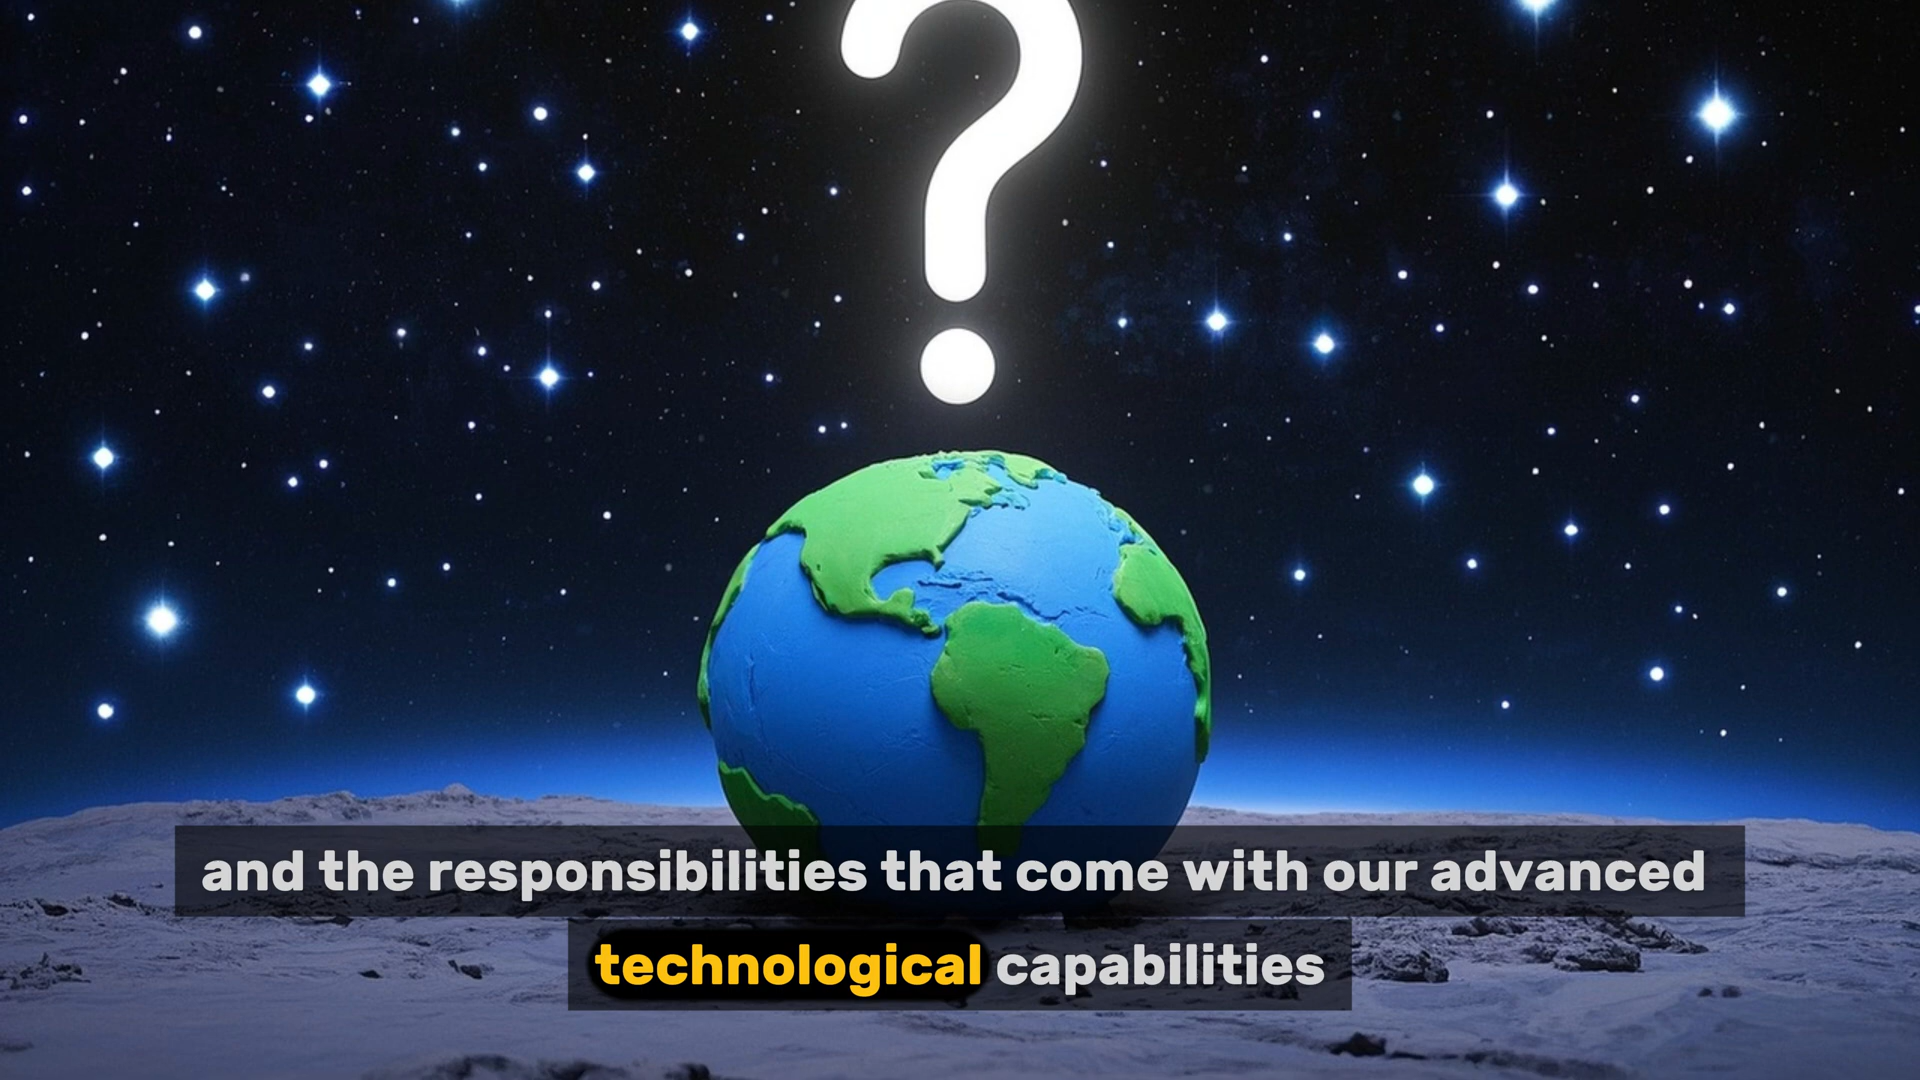 ?
and the responsibilities that come with our advanced
technological capabilities